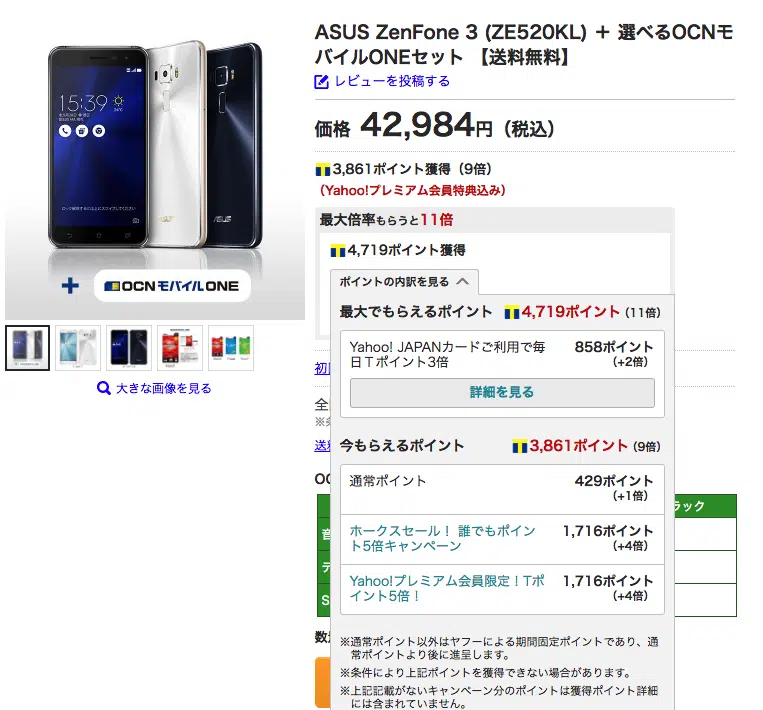 ASUS ZenFone 3 (ZE520KL) ＋ 選べるOCNモ
バイルONEセット 【送料無料】
レビューを投稿する
価格 42,984円（税込）
3,861ポイント獲得（9倍）
（Yahoo!プレミアム会員特典込み）
最大倍率もらうと11倍
4,719ポイント獲得
ポイントの内訳を見る
最大でもらえるポイント 4,719ポイント（11倍）
Yahoo! JAPANカードご利用で毎
日Tポイント3倍
858ポイント
（+2倍）
詳細を見る
今もらえるポイント 3,861ポイント（9倍）
通常ポイント
429ポイント
（+1倍）
ホークスセール！ 誰でもポイン
ト5倍キャンペーン
1,716ポイント
（+4倍）
Yahoo!プレミアム会員限定！Tポ
イント5倍！
1,716ポイント
（+4倍）
※通常ポイント以外はヤフーによる期間固定ポイントであり、通
常ポイントより後に進呈します。
※条件により上記ポイントを獲得できない場合があります。
※上記記載がないキャンペーン分のポイントは獲得ポイント詳細
には含まれていません。
15:39
ASUS
ASUS
+ OCN モバイル ONE
大きな画像を見る
初
全
送料
OC
ラック
音
デ
S
数量